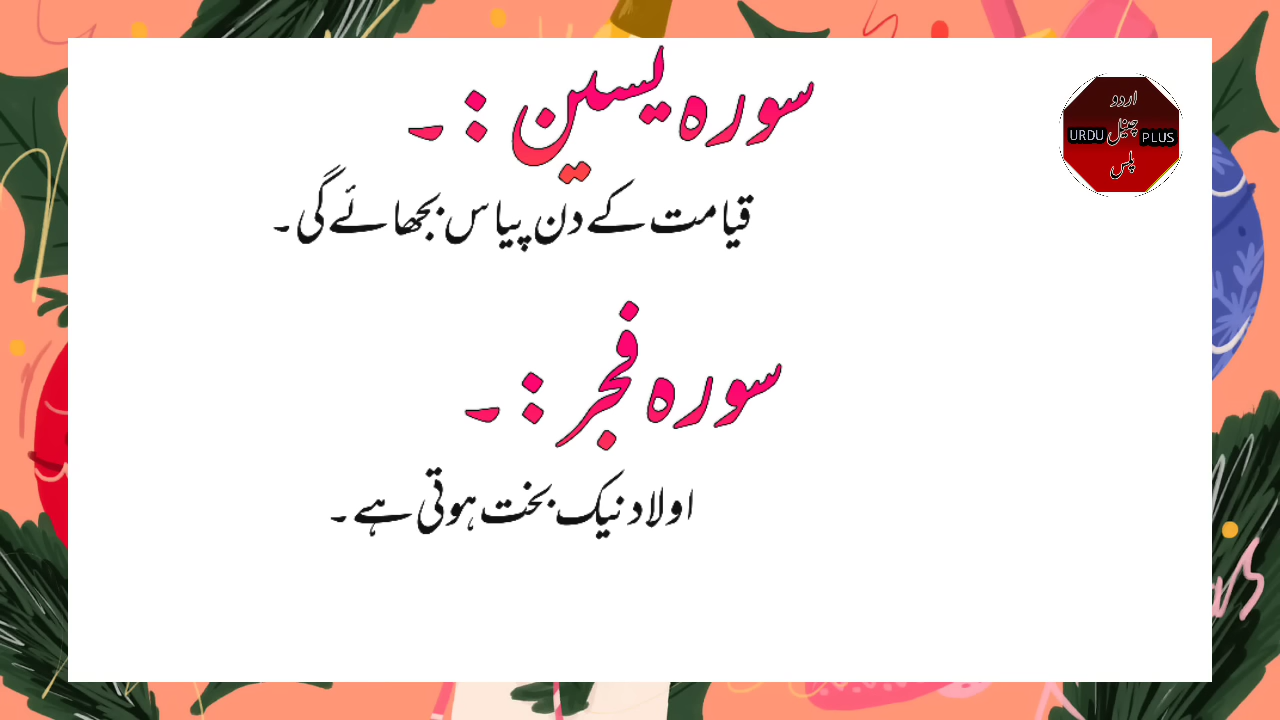 سورہ یسین :۔
قیامت کے دن پیاس بجھائے گی۔
سورہ فجر :۔
اولاد نیک بخت ہوتی ہے۔
اردو
چینل
URDU PLUS
پلس